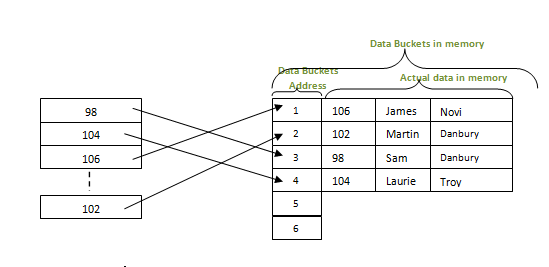 Data Buckets in memory
Data Buckets
Address
Actual data in memory
98
104
106
102
1 106 James Novi
2 102 Martin Danbury
3 98 Sam Danbury
4 104 Laurie Troy
5
6